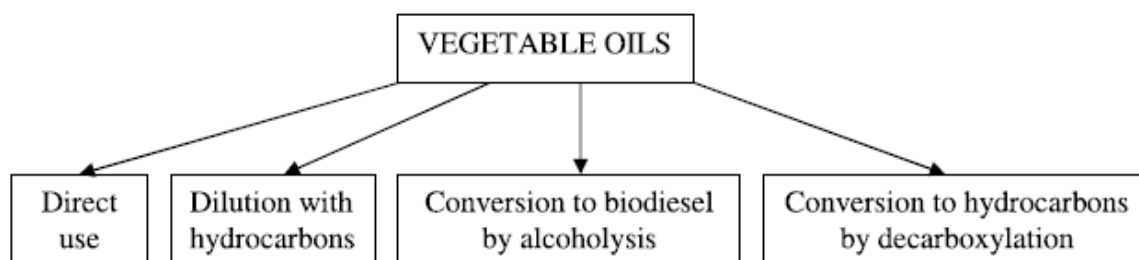 VEGETABLE OILS
Direct
use
Dilution with
hydrocarbons
Conversion to biodiesel
by alcoholysis
Conversion to hydrocarbons
by decarboxylation